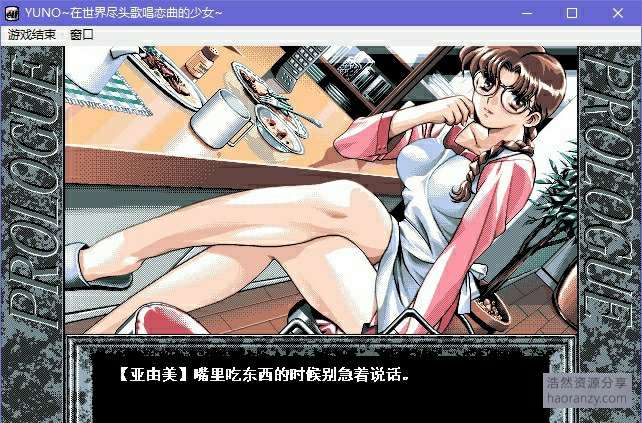 YUNO~在世界尽头歌唱恋曲的少女~
游戏结束 窗口
PROLOGUE
PROLOGUE
【亚由美】嘴里吃东西的时候别急着说话。
浩然资源分享
haoranzy.com